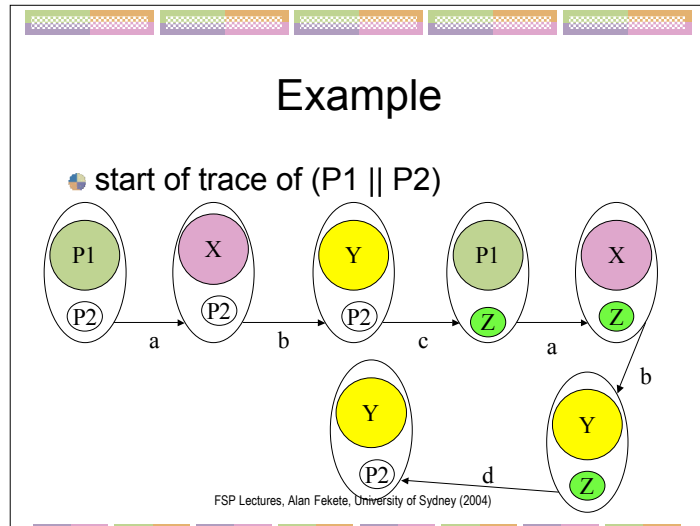 Example
start of trace of (P1 || P2)
P1 X Y P1 X
P2 P2 P2 Z Z
a b c a b
Y Y
P2 d Z
FSP Lectures, Alan Fekete, University of Sydney (2004)